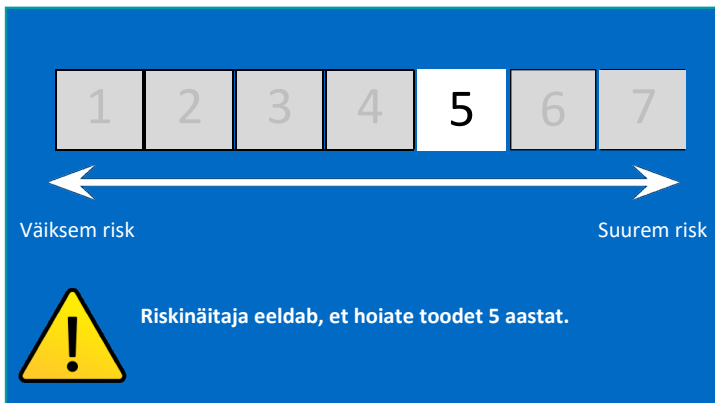 1 2 3 4 5 6 7
Väiksem risk Suurem risk
Riskinäitaja eeldab, et hoiate toodet 5 aastat.